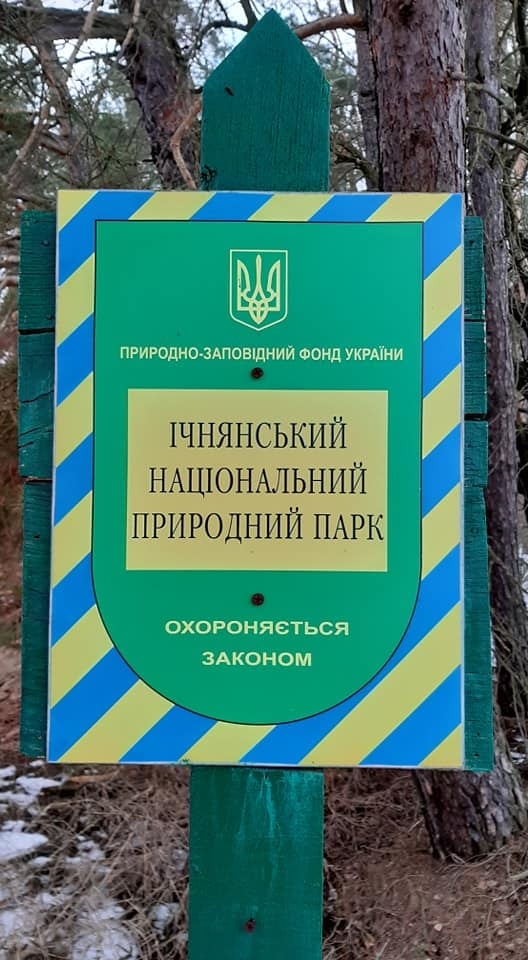 ПРИРОДНО-ЗАПОВІДНИЙ ФОНД УКРАЇНИ
ІЧНЯНСЬКИЙ
НАЦІОНАЛЬНИЙ
ПРИРОДНИЙ ПАРК
ОХОРОНЯЄТЬСЯ
ЗАКОНОМ